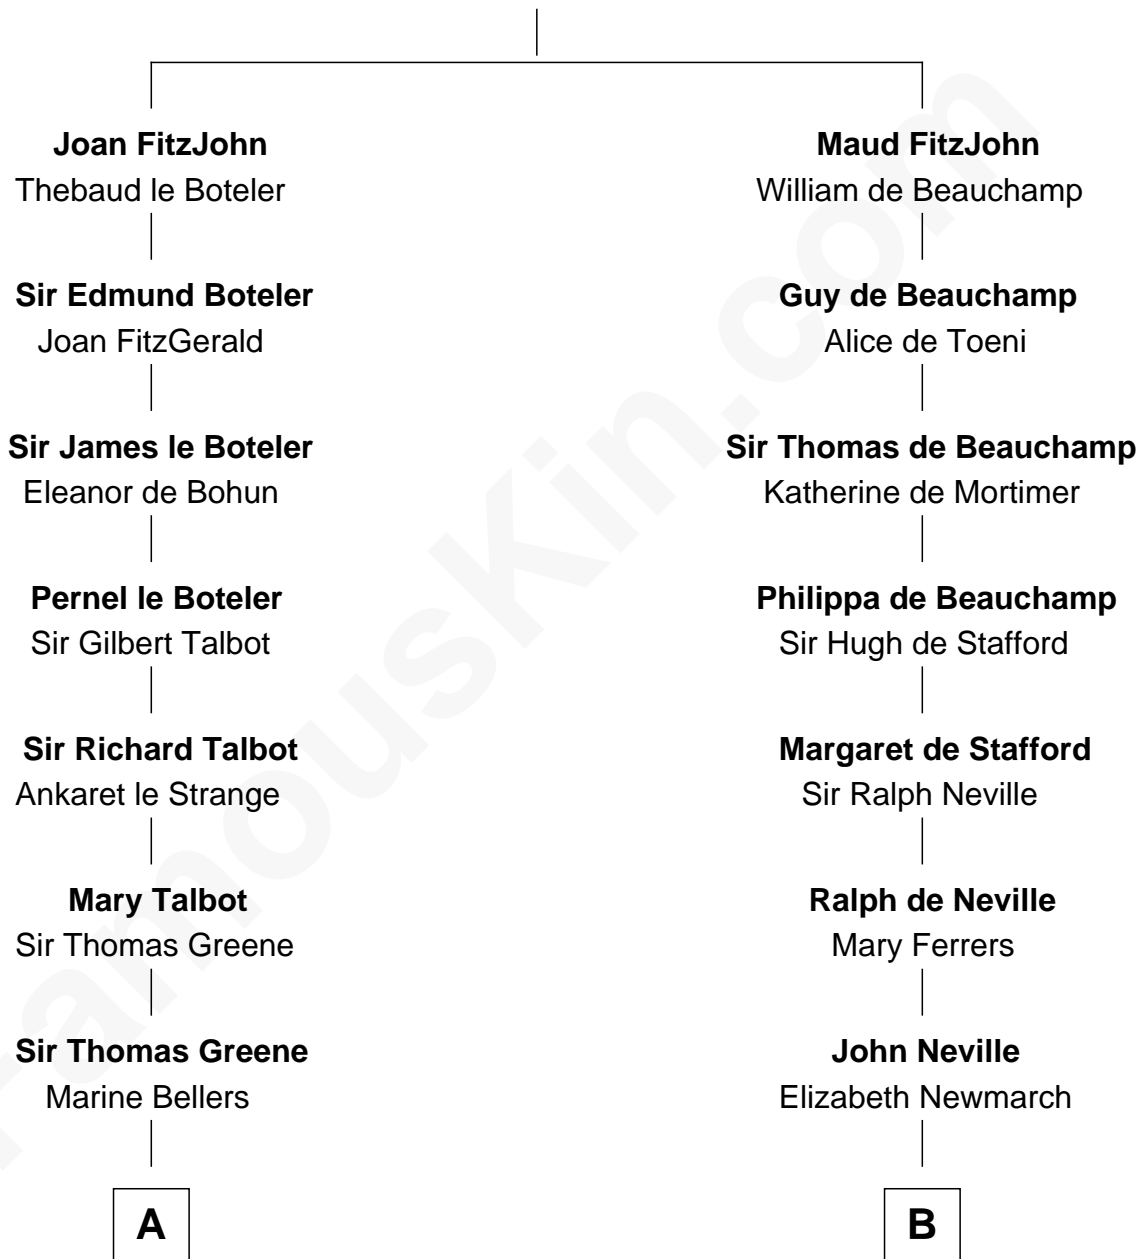 Joan FitzJohn
Thebaud le Boteler
Sir Edmund Boteler
Joan FitzGerald
Sir James le Boteler
Eleanor de Bohun
Pernel le Boteler
Sir Gilbert Talbot
Sir Richard Talbot
Ankaret le Strange
Mary Talbot
Sir Thomas Greene
Sir Thomas Greene
Marine Bellers
A
Maud FitzJohn
William de Beauchamp
Guy de Beauchamp
Alice de Toeni
Sir Thomas de Beauchamp
Katherine de Mortimer
Philippa de Beauchamp
Sir Hugh de Stafford
Margaret de Stafford
Sir Ralph Neville
Ralph de Neville
Mary Ferrers
John Neville
Elizabeth Newmarch
B
FamousKin.com